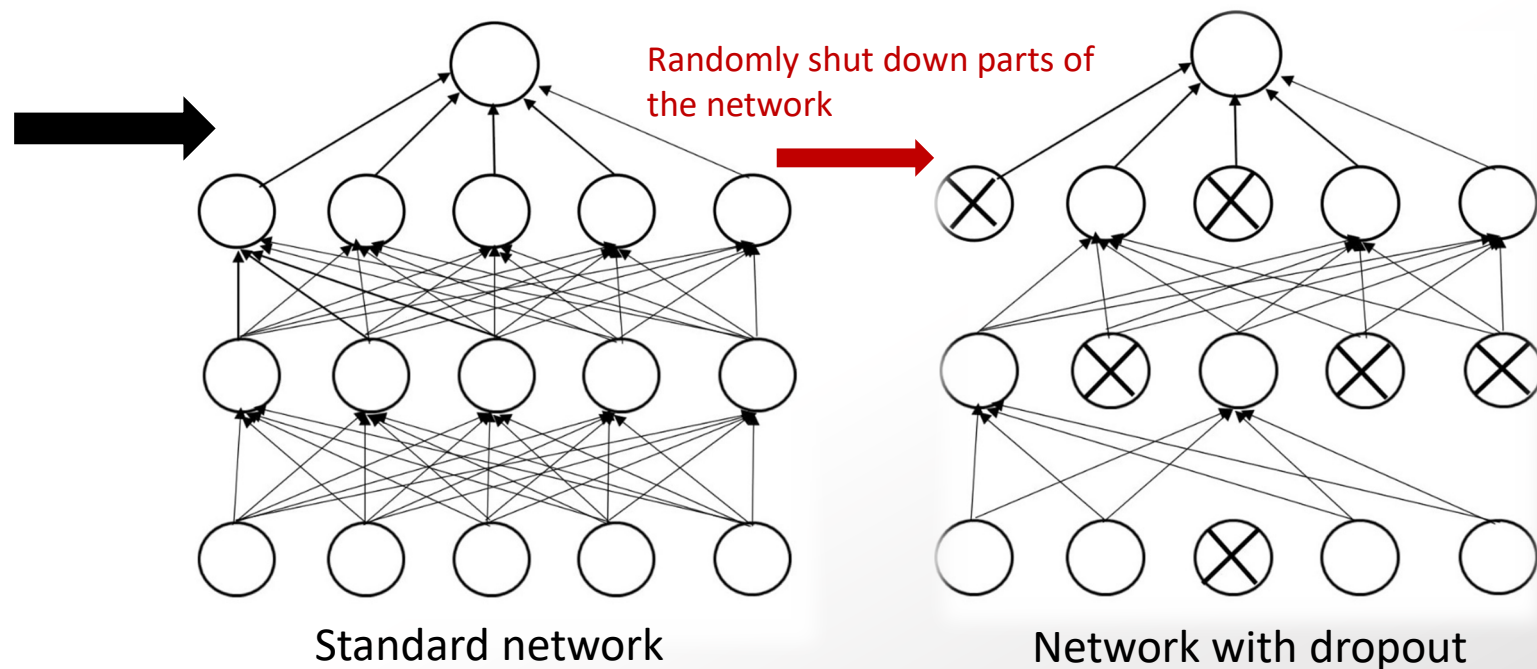 Randomly shut down parts of
the network
Standard network
Network with dropout